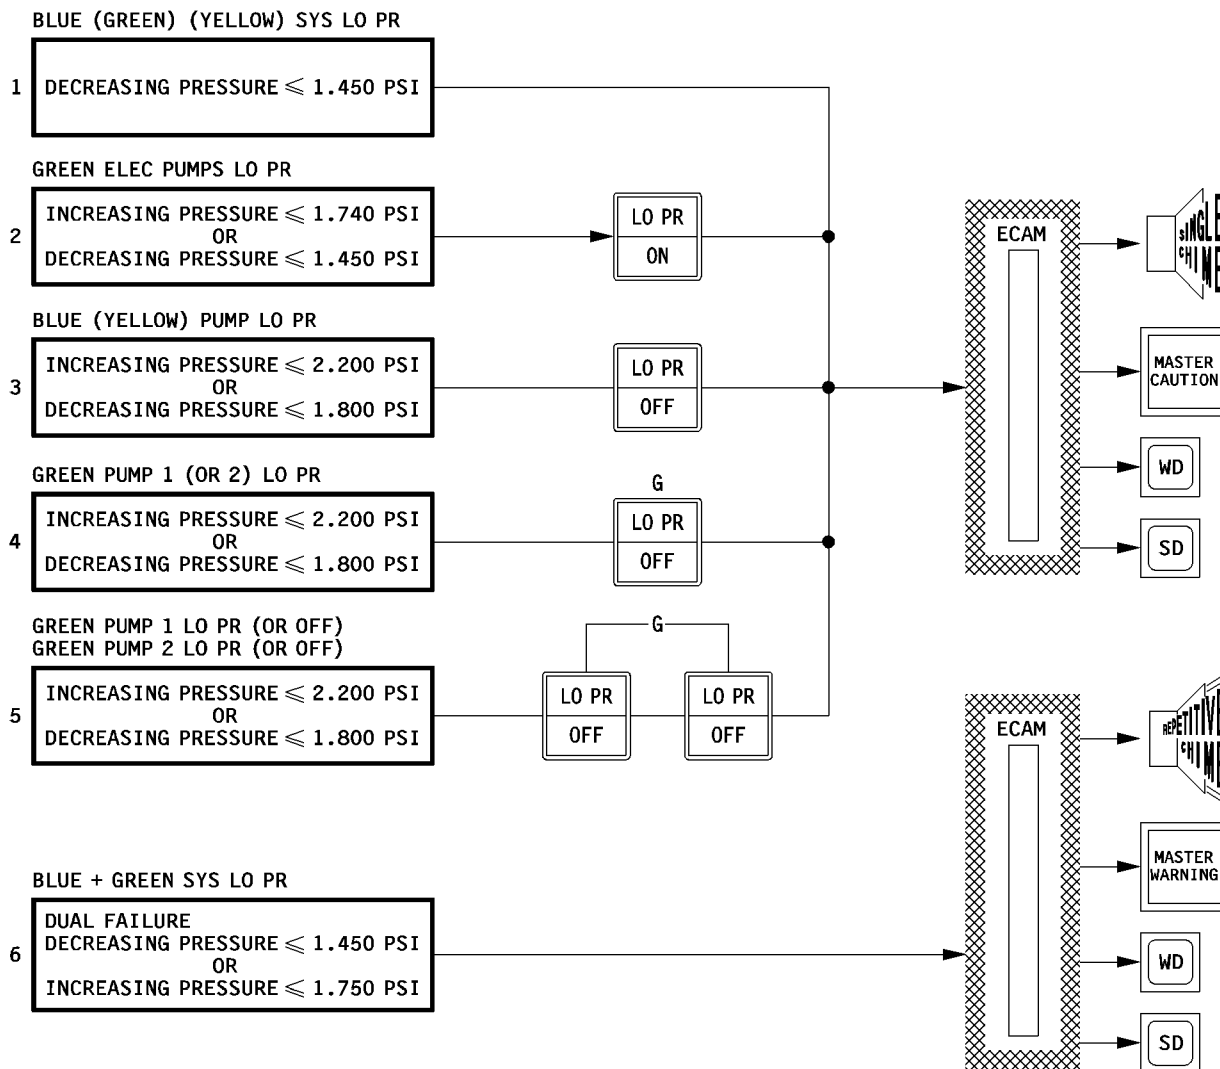 BLUE (GREEN) (YELLOW) SYS LO PR
1
DECREASING PRESSURE ⩽ 1.450 PSI
GREEN ELEC PUMPS LO PR
2
INCREASING PRESSURE ⩽ 1.740 PSI
OR
DECREASING PRESSURE ⩽ 1.450 PSI
LO PR
ON
BLUE (YELLOW) PUMP LO PR
3
INCREASING PRESSURE ⩽ 2.200 PSI
OR
DECREASING PRESSURE ⩽ 1.800 PSI
LO PR
OFF
GREEN PUMP 1 (OR 2) LO PR
4
INCREASING PRESSURE ⩽ 2.200 PSI
OR
DECREASING PRESSURE ⩽ 1.800 PSI
G
LO PR
OFF
GREEN PUMP 1 LO PR (OR OFF)
GREEN PUMP 2 LO PR (OR OFF)
5
INCREASING PRESSURE ⩽ 2.200 PSI
OR
DECREASING PRESSURE ⩽ 1.800 PSI
G
LO PR
OFF
LO PR
OFF
ECAM
SINGLE
CHIME
MASTER
CAUTION
WD
SD
BLUE + GREEN SYS LO PR
6
DUAL FAILURE
DECREASING PRESSURE ⩽ 1.450 PSI
OR
INCREASING PRESSURE ⩽ 1.750 PSI
ECAM
REPETITIVE
CHIME
MASTER
WARNING
WD
SD